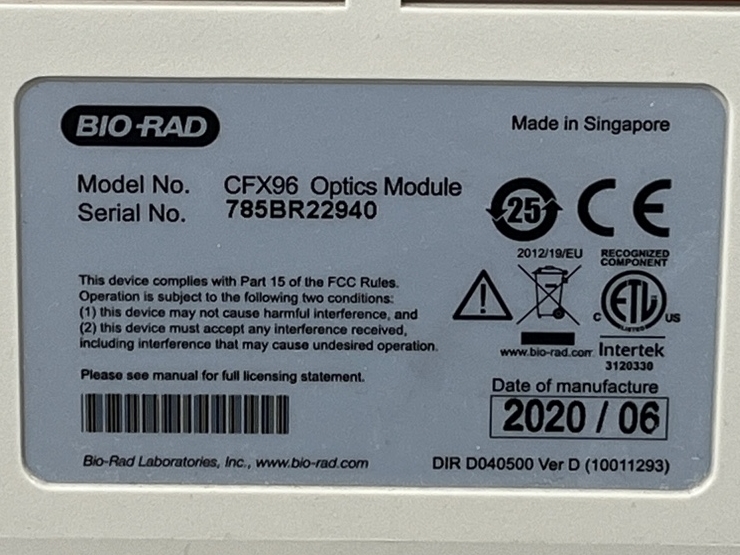 BIO-RAD
Made in Singapore
Model No. CFX96 Optics Module
Serial No. 785BR22940
25
CE
2012/19/EU
RECOGNIZED
COMPONENT
This device complies with Part 15 of the FCC Rules.
Operation is subject to the following two conditions:
(1) this device may not cause harmful interference, and
(2) this device must accept any interference received,
including interference that may cause undesired operation.
C ETL US
LISTED
www.bio-rad.com
Intertek
3120330
Please see manual for full licensing statement.
Date of manufacture
2020 / 06
Bio-Rad Laboratories, Inc., www.bio-rad.com
DIR D040500 Ver D (10011293)